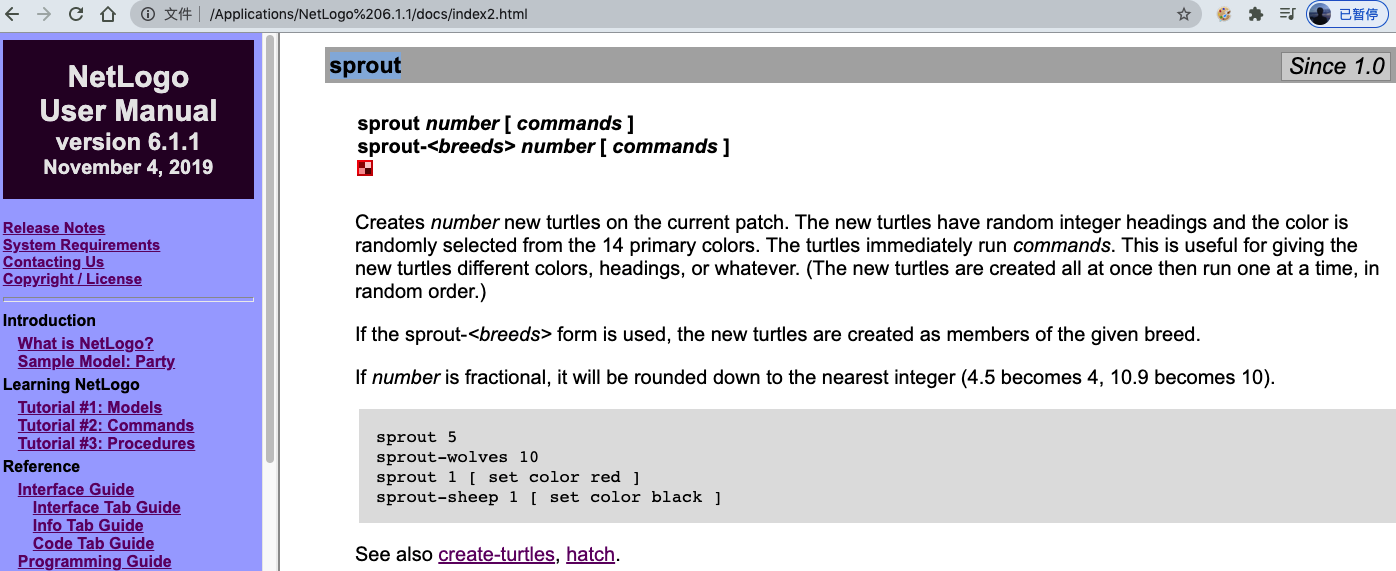 文件
/Applications/NetLogo%206.1.1/docs/index2.html
已暂停
NetLogo
User Manual
version 6.1.1
November 4, 2019
Release Notes
System Requirements
Contacting Us
Copyright / License
Introduction
What is NetLogo?
Sample Model: Party
Learning NetLogo
Tutorial #1: Models
Tutorial #2: Commands
Tutorial #3: Procedures
Reference
Interface Guide
Interface Tab Guide
Info Tab Guide
Code Tab Guide
Programming Guide
sprout
Since 1.0
sprout number [ commands ]
sprout-<breeds> number [ commands ]
Creates number new turtles on the current patch. The new turtles have random integer headings and the color is
randomly selected from the 14 primary colors. The turtles immediately run commands. This is useful for giving the
new turtles different colors, headings, or whatever. (The new turtles are created all at once then run one at a time, in
random order.)
If the sprout-<breeds> form is used, the new turtles are created as members of the given breed.
If number is fractional, it will be rounded down to the nearest integer (4.5 becomes 4, 10.9 becomes 10).
sprout 5
sprout-wolves 10
sprout 1 [ set color red ]
sprout-sheep 1 [ set color black ]
See also create-turtles, hatch.